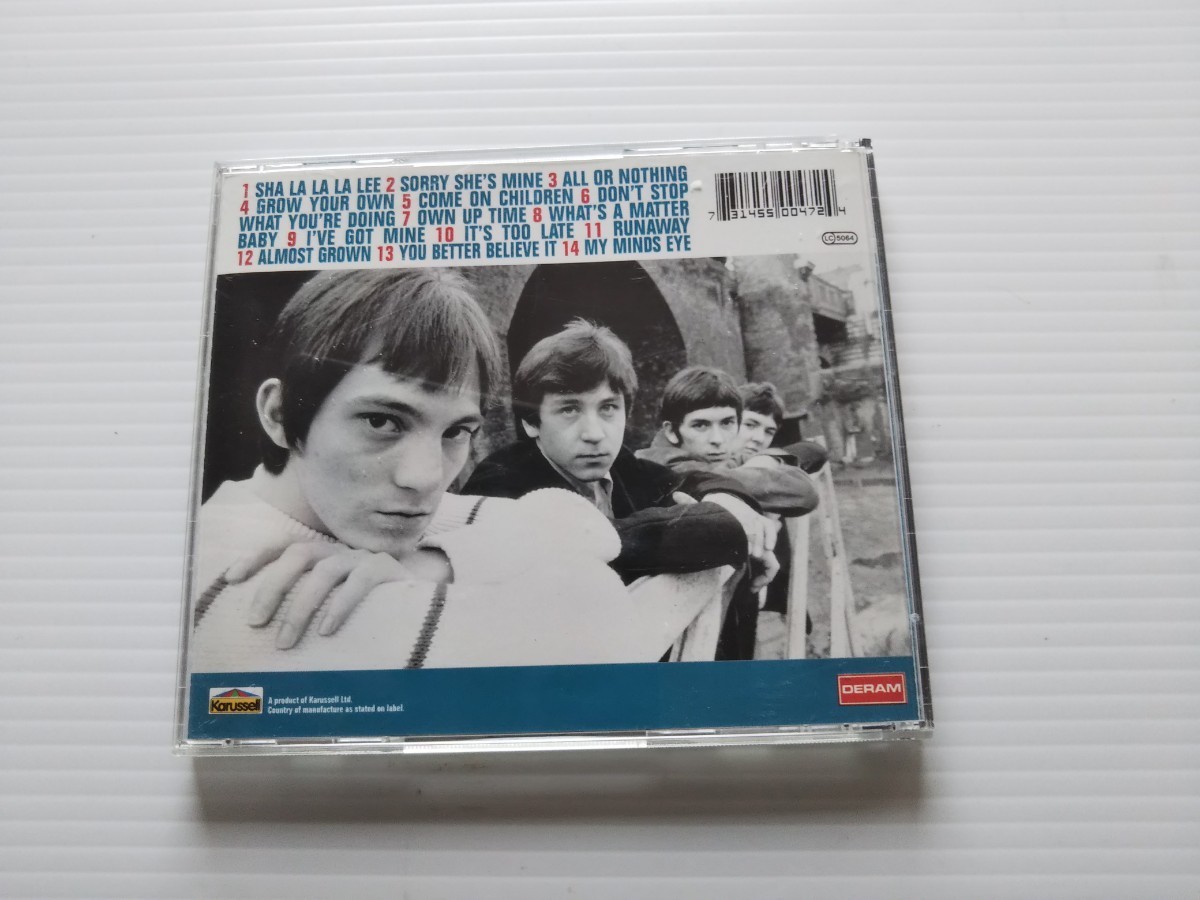 1 SHA LA LA LA LEE 2 SORRY SHE'S MINE 3 ALL OR NOTHING
4 GROW YOUR OWN 5 COME ON CHILDREN 6 DON'T STOP
WHAT YOU'RE DOING 7 OWN UP TIME 8 WHAT'S A MATTER
BABY 9 I'VE GOT MINE 10 IT'S TOO LATE 11 RUNAWAY
12 ALMOST GROWN 13 YOU BETTER BELIEVE IT 14 MY MINDS EYE
7 31455 00472 4
LC 5064
Karussell
A product of Karussell Ltd.
Country of manufacture as stated on label.
DERAM